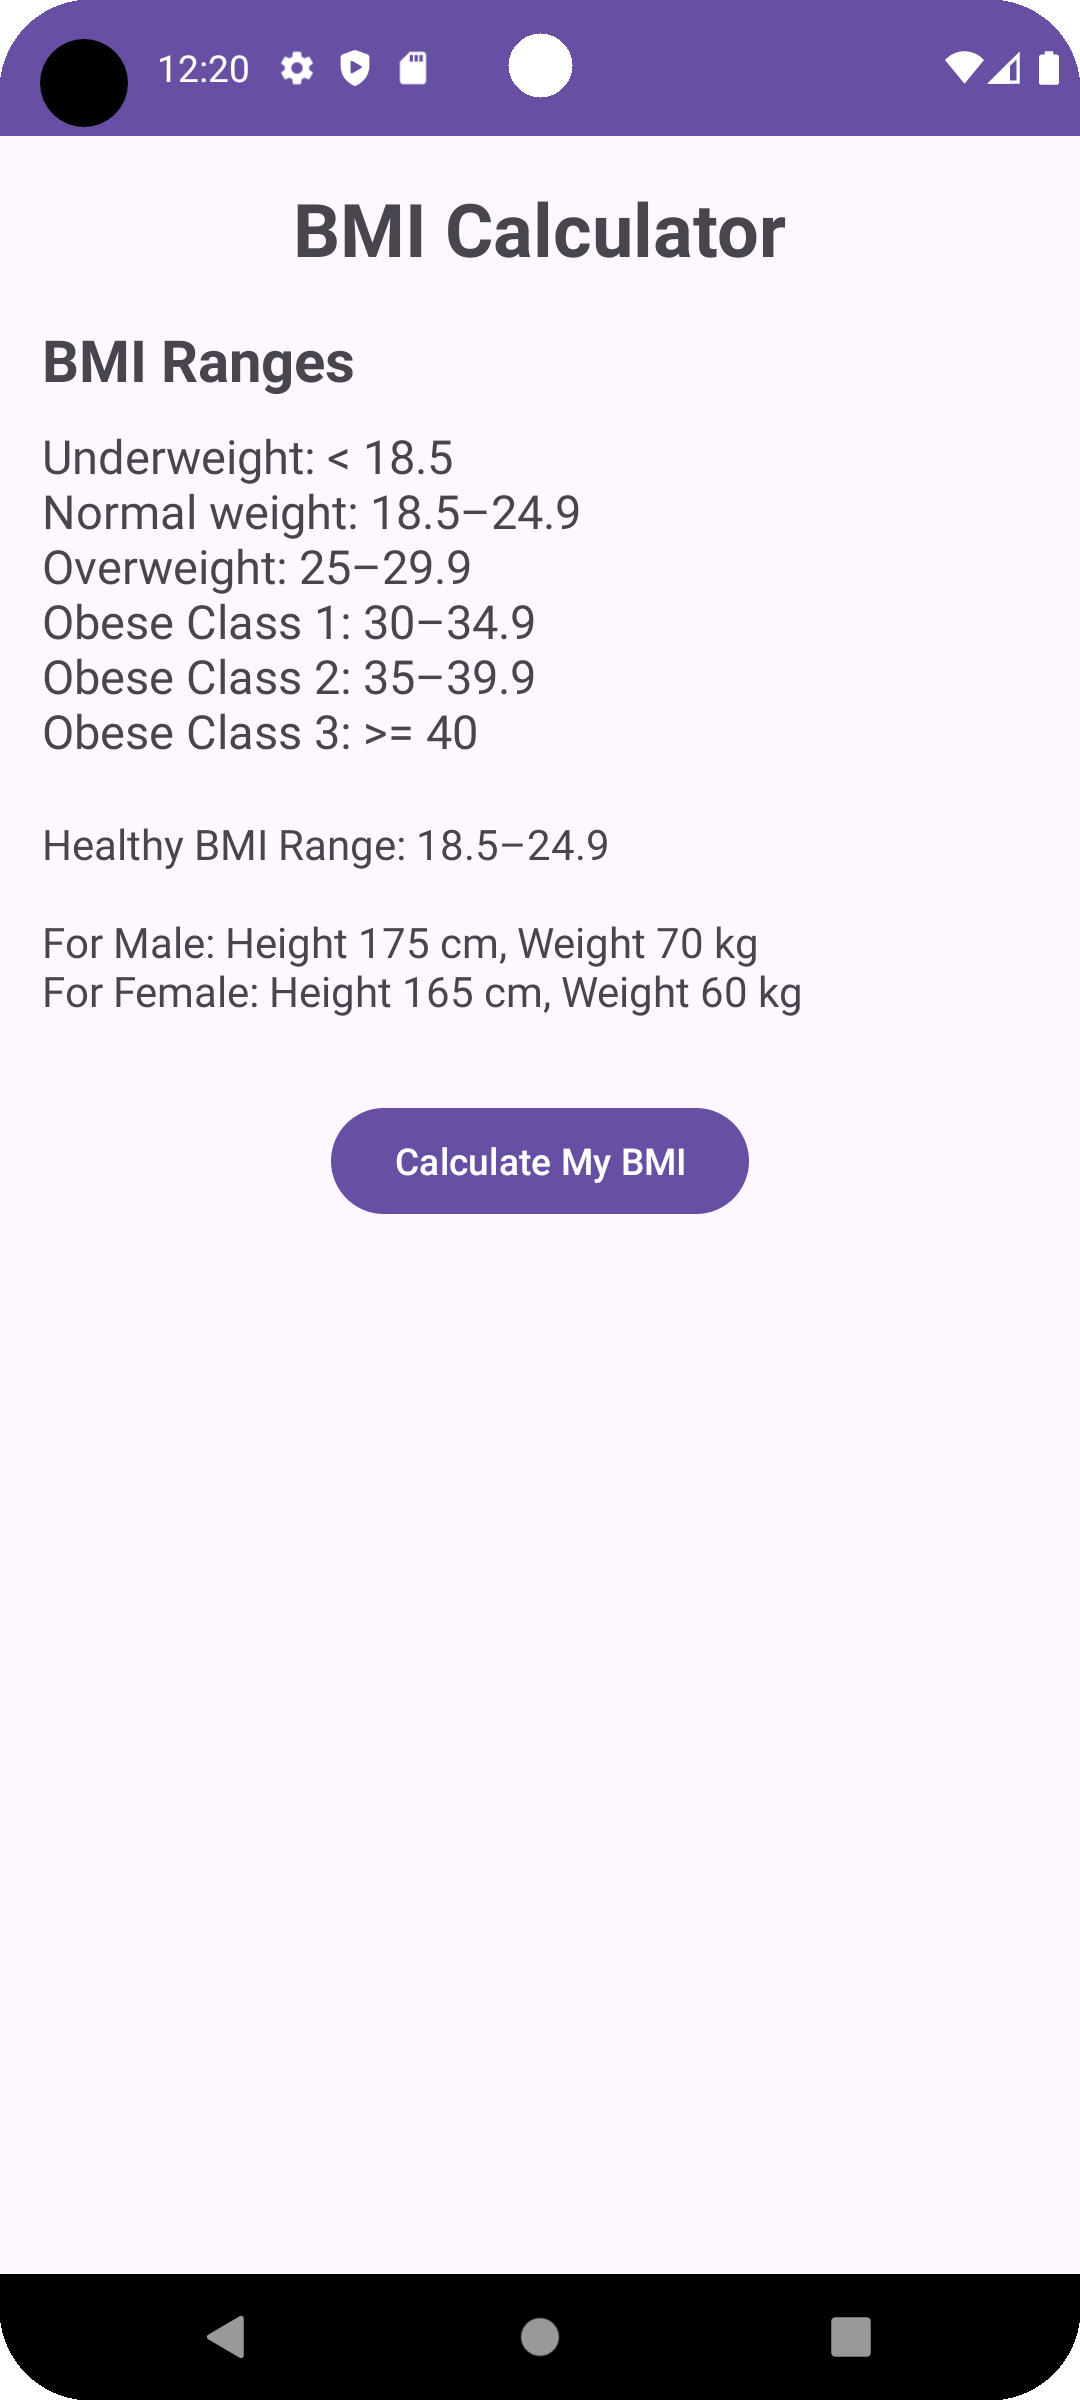 12:20
BMI Calculator
BMI Ranges
Underweight: < 18.5
Normal weight: 18.5–24.9
Overweight: 25–29.9
Obese Class 1: 30–34.9
Obese Class 2: 35–39.9
Obese Class 3: >= 40
Healthy BMI Range: 18.5–24.9
For Male: Height 175 cm, Weight 70 kg
For Female: Height 165 cm, Weight 60 kg
Calculate My BMI